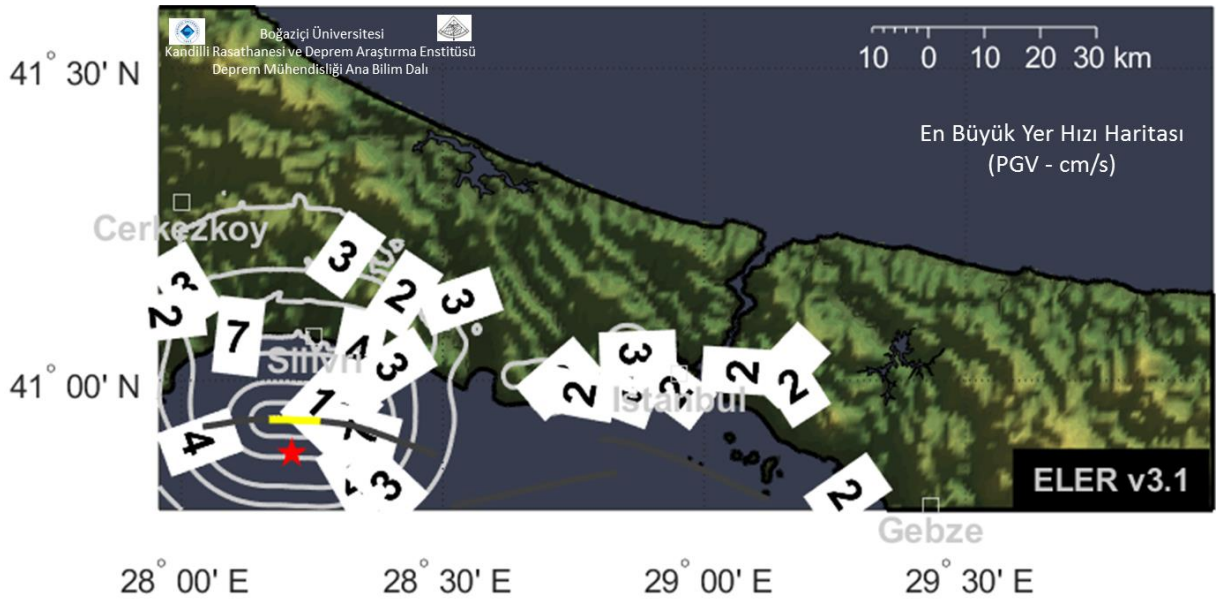 Boğaziçi Üniversitesi
Kandilli Rasathanesi ve Deprem Araştırma Enstitüsü
Deprem Mühendisliği Ana Bilim Dalı
10 0 10 20 30 km
41° 30' N
En Büyük Yer Hızı Haritası
(PGV - cm/s)
Cerkezkoy
3
2
3
2
7
4
3
Silivri
3
2
2
2
Istanbul
41° 00' N
1
4
3
2
ELER v3.1
Gebze
28° 00' E
28° 30' E
29° 00' E
29° 30' E